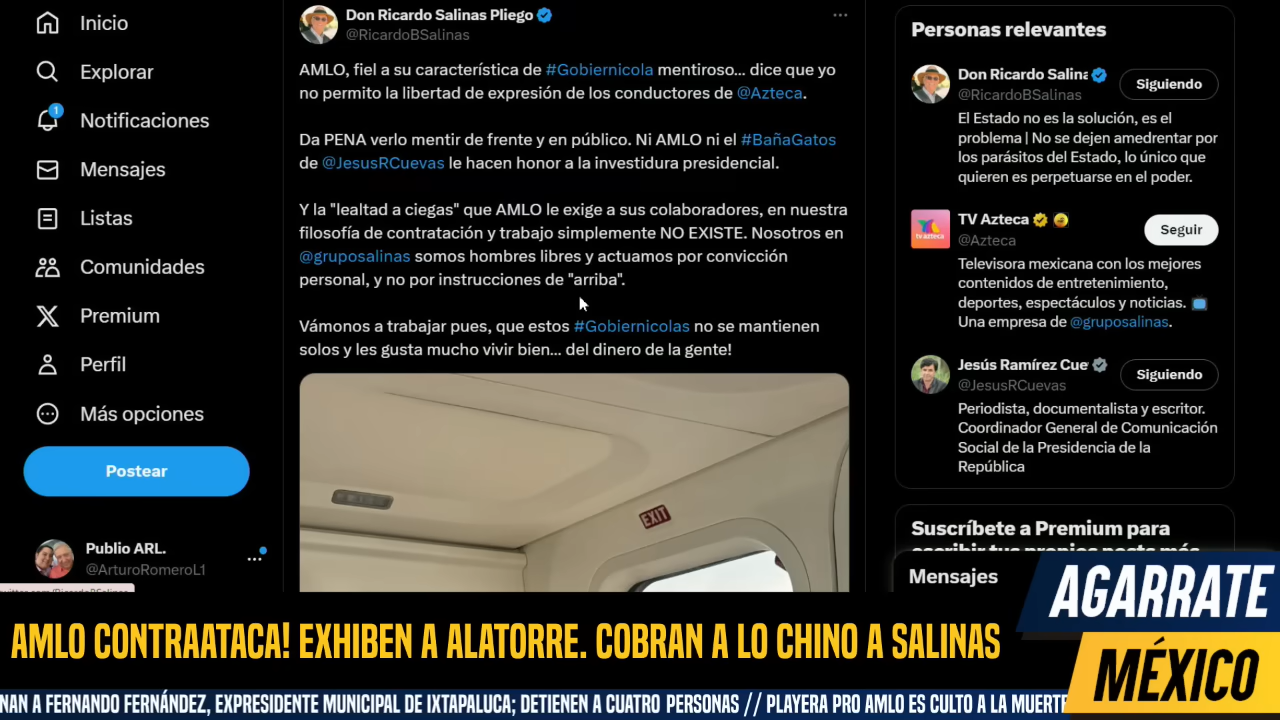 Inicio
Explorar
1
Notificaciones
Mensajes
Listas
Comunidades
Premium
Perfil
Más opciones
Postear
Publio ARL.
@ArturoRomeroL1
Don Ricardo Salinas Pliego
@RicardoBSalinas
AMLO, fiel a su característica de #Gobiernicola mentiroso... dice que yo
no permito la libertad de expresión de los conductores de @Azteca.
Da PENA verlo mentir de frente y en público. Ni AMLO ni el #BañaGatos
de @JesusRCuevas le hacen honor a la investidura presidencial.
Y la "lealtad a ciegas" que AMLO le exige a sus colaboradores, en nuestra
filosofía de contratación y trabajo simplemente NO EXISTE. Nosotros en
@gruposalinas somos hombres libres y actuamos por convicción
personal, y no por instrucciones de "arriba".
Vámonos a trabajar pues, que estos #Gobiernicolas no se mantienen
solos y les gusta mucho vivir bien... del dinero de la gente!
EXIT
Personas relevantes
Don Ricardo Salina
@RicardoBSalinas
Siguiendo
El Estado no es la solución, es el
problema | No se dejen amedrentar por
los parásitos del Estado, lo único que
quieren es perpetuarse en el poder.
TV Azteca
@Azteca
Seguir
Televisora mexicana con los mejores
contenidos de entretenimiento,
deportes, espectáculos y noticias.
Una empresa de @gruposalinas.
Jesús Ramírez Cue
@JesusRCuevas
Siguiendo
Periodista, documentalista y escritor.
Coordinador General de Comunicación
Social de la Presidencia de la
República
Suscríbete a Premium para
Mensajes
AGARRATE
MÉXICO
AMLO CONTRAATACA! EXHIBEN A ALATORRE. COBRAN A LO CHINO A SALINAS
NAN A FERNANDO FERNÁNDEZ, EXPRESIDENTE MUNICIPAL DE IXTAPALUCA; DETIENEN A CUATRO PERSONAS // PLAYERA PRO AMLO ES CULTO A LA MUERTE